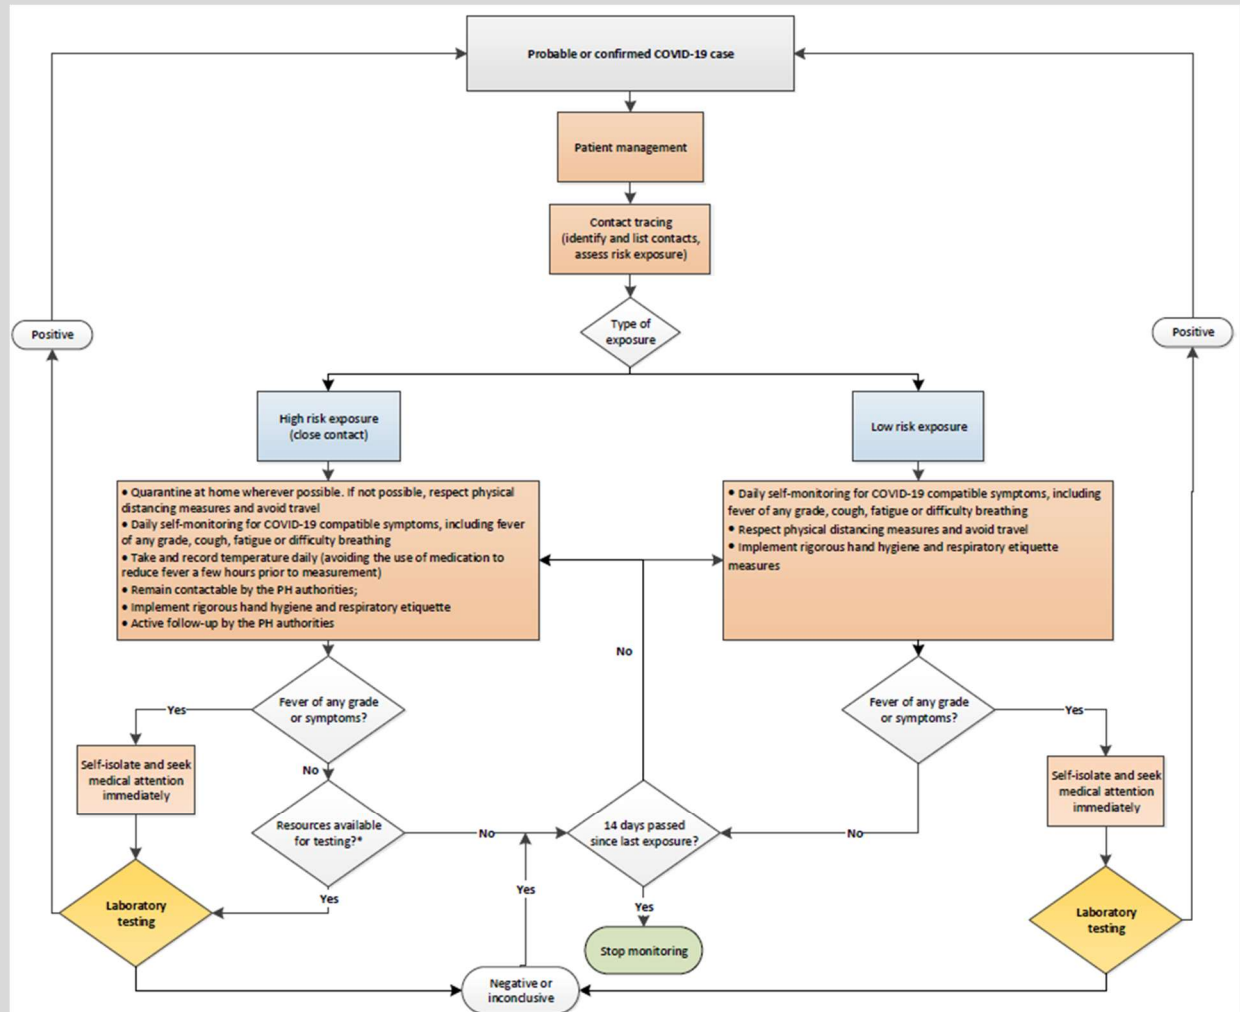 Probable or confirmed COVID-19 case
Patient management
Contact tracing
(identify and list contacts,
assess risk exposure)
Type of
exposure
Positive
Positive
High risk exposure
(close contact)
Low risk exposure
• Quarantine at home wherever possible. If not possible, respect physical
distancing measures and avoid travel
• Daily self-monitoring for COVID-19 compatible symptoms, including fever
of any grade, cough, fatigue or difficulty breathing
• Take and record temperature daily (avoiding the use of medication to
reduce fever a few hours prior to measurement)
• Remain contactable by the PH authorities;
• Implement rigorous hand hygiene and respiratory etiquette
• Active follow-up by the PH authorities
• Daily self-monitoring for COVID-19 compatible symptoms, including
fever of any grade, cough, fatigue or difficulty breathing
• Respect physical distancing measures and avoid travel
• Implement rigorous hand hygiene and respiratory etiquette
measures
No
Fever of any grade
or symptoms?
Yes
Fever of any grade
or symptoms?
Yes
Self-isolate and seek
medical attention
immediately
No
Self-isolate and seek
medical attention
immediately
Resources available
for testing?*
No
14 days passed
since last exposure?
No
Yes
Yes
Yes
Laboratory
testing
Laboratory
testing
Stop monitoring
Negative or
inconclusive